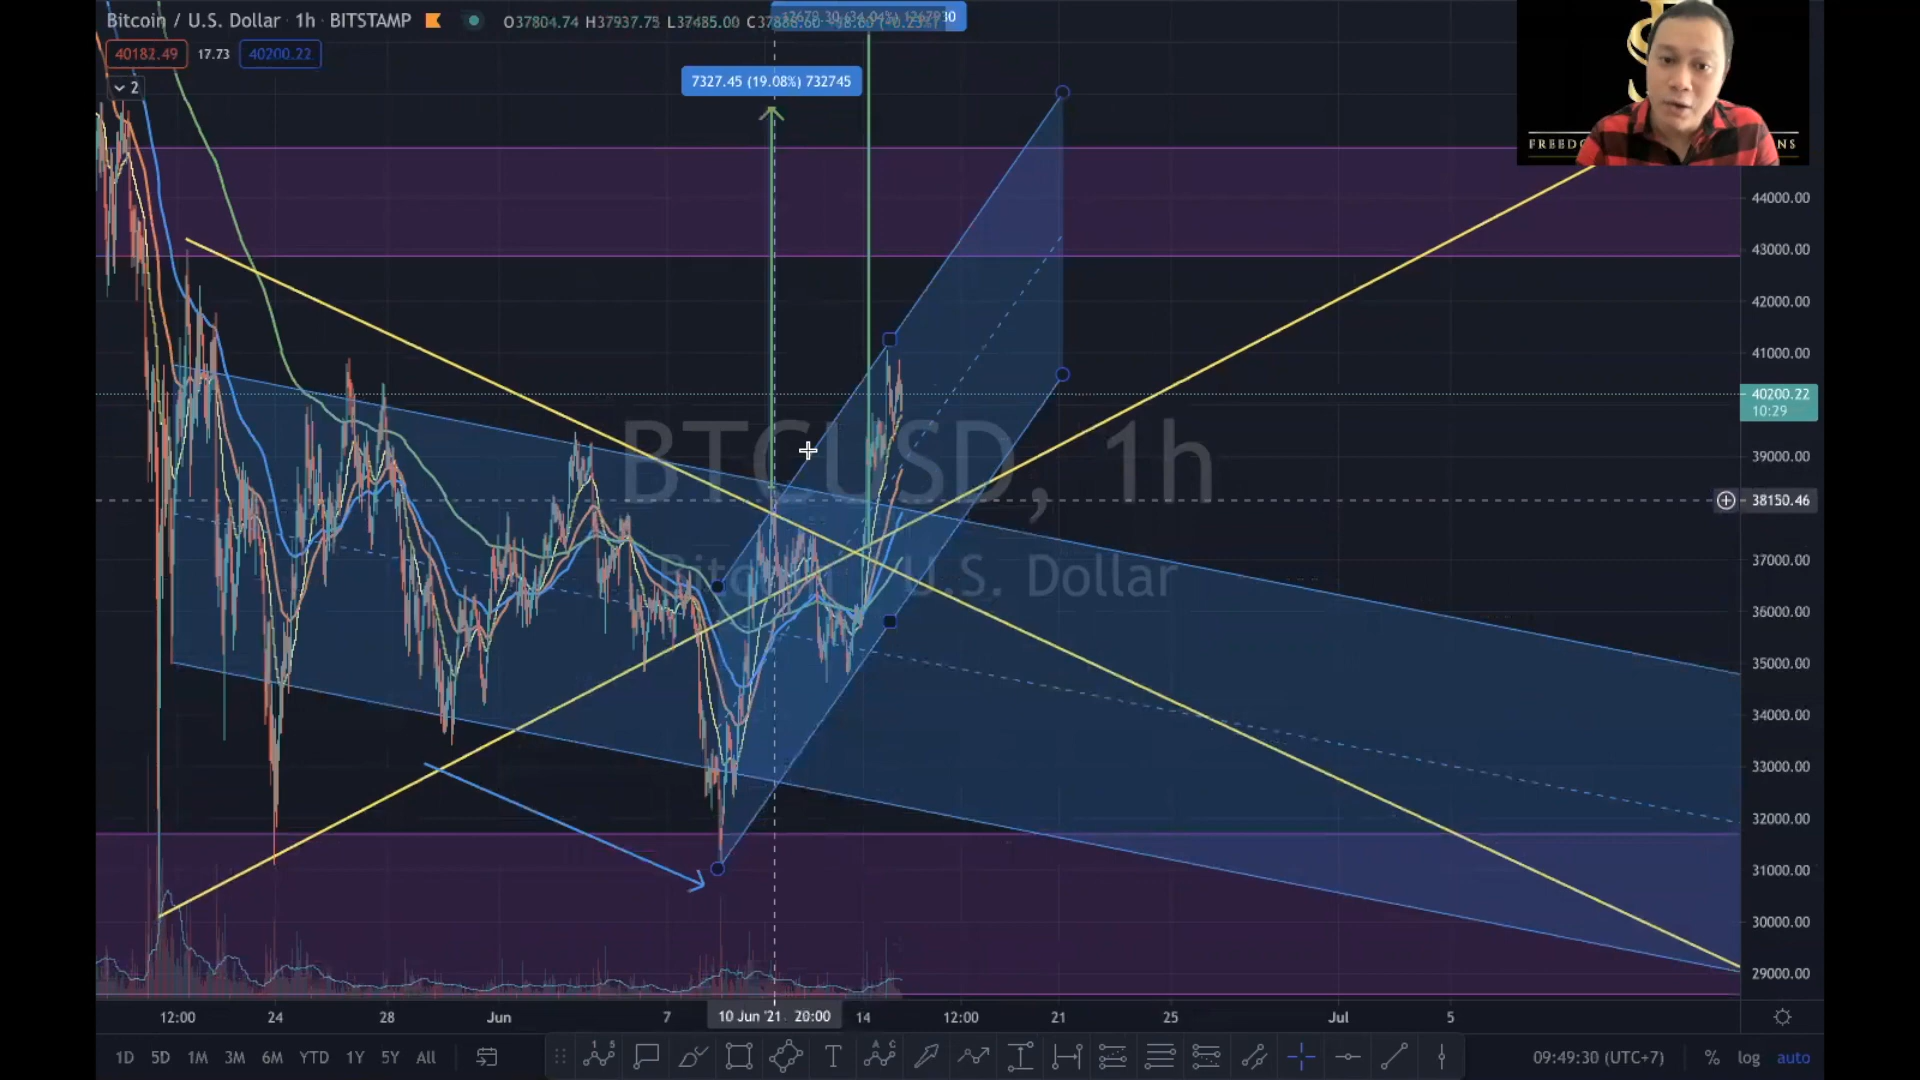 Bitcoin / U.S. Dollar · 1h · BITSTAMP
O37804.74 H37937.75 L37485.00
40182.49 17.73 40200.22
2
7327.45 (19.08%) 732745
FREEDO NS
44000.00
43000.00
42000.00
41000.00
40200.22
10:29
39000.00
38150.46
37000.00
36000.00
35000.00
34000.00
33000.00
32000.00
31000.00
30000.00
29000.00
BTCUSD, 1h
Bitcoin / U.S. Dollar
12:00 24 28 Jun 7 10 Jun '21 20:00 14 12:00 21 25 Jul 5
1D 5D 1M 3M 6M YTD 1Y 5Y All
09:49:30 (UTC+7) % log auto